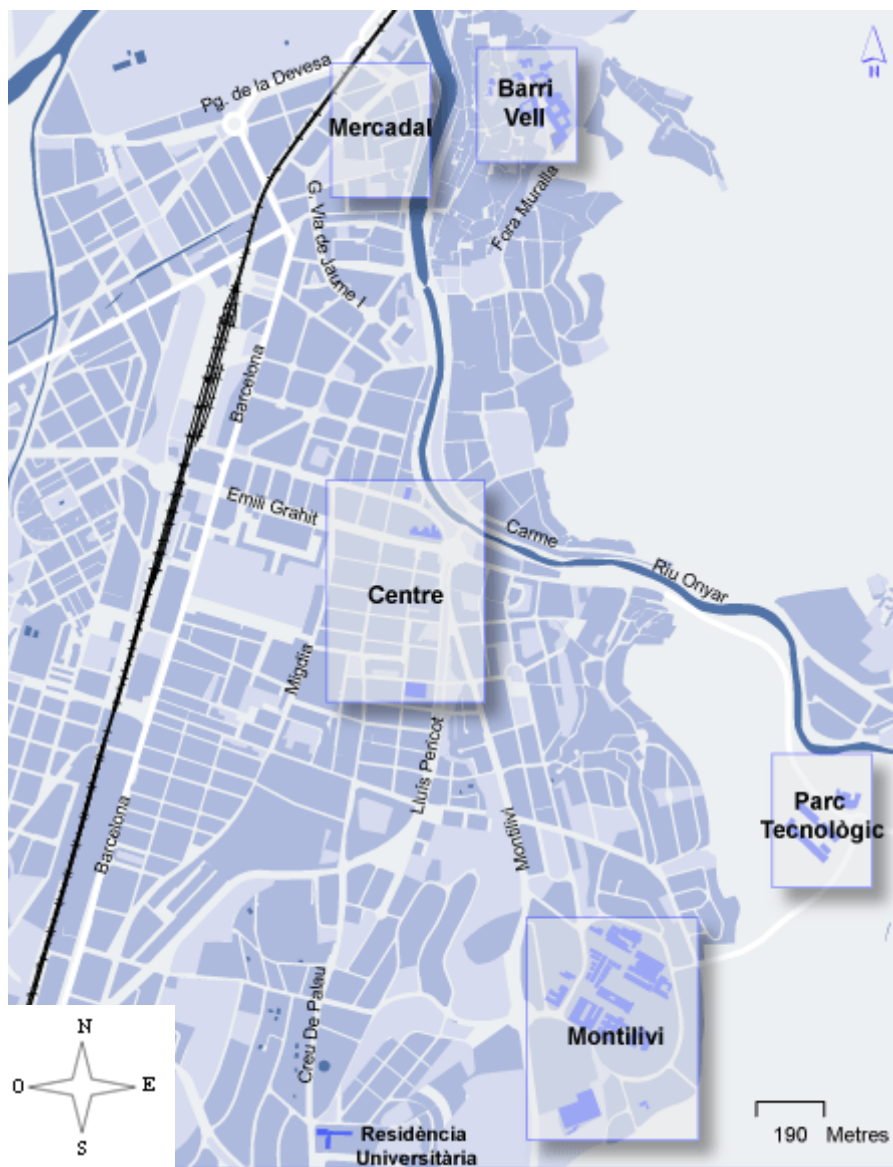 N
Pg. de la Devesa
Barri
Vell
Mercadal
Fora Muralla
G. Via de Jaume I
Barcelona
Emili Grahit
Carme
Riu Onyar
Centre
Migdia
Lluís Pericot
Parc
Tecnològic
Barcelona
Montilivi
Creu De Palau
Montilivi
N
O
E
S
190 Metres
Residència
Universitària